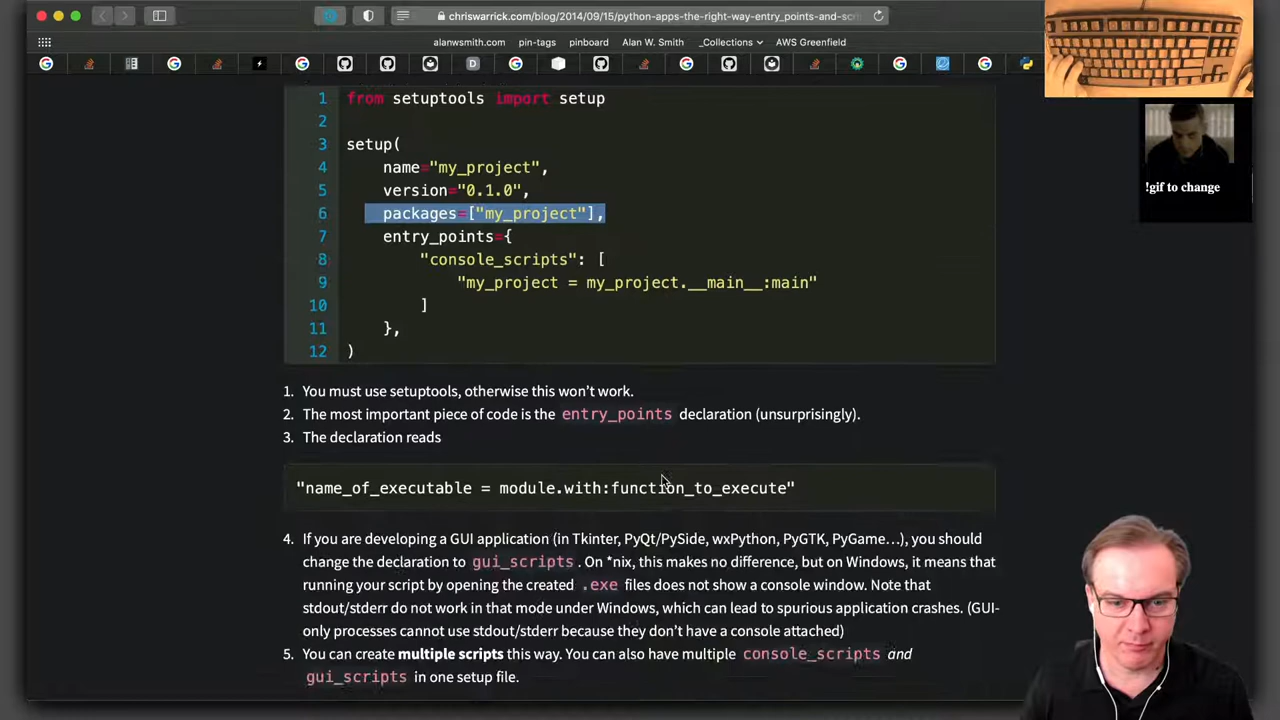 chriswarrick.com/blog/2014/09/15/python-apps-the-right-way-entry_points-and-scr
alanwsmith.com pin-tags pinboard Alan W. Smith _Collections AWS Greenfield
1 from setuptools import setup
2
3 setup(
4 name="my_project",
5 version="0.1.0",
6 packages=["my_project"],
7 entry_points={
8 "console_scripts": [
9 "my_project = my_project.__main__:main"
10 ]
11 },
12 )
1. You must use setuptools, otherwise this won’t work.
2. The most important piece of code is the entry_points declaration (unsurprisingly).
3. The declaration reads
"name_of_executable = module.with:function_to_execute"
4. If you are developing a GUI application (in Tkinter, PyQt/PySide, wxPython, PyGTK, PyGame…), you should
change the declaration to gui_scripts. On *nix, this makes no difference, but on Windows, it means that
running your script by opening the created .exe files does not show a console window. Note that
stdout/stderr do not work in that mode under Windows, which can lead to spurious application crashes. (GUI-
only processes cannot use stdout/stderr because they don’t have a console attached)
5. You can create multiple scripts this way. You can also have multiple console_scripts and
gui_scripts in one setup file.
!gif to change